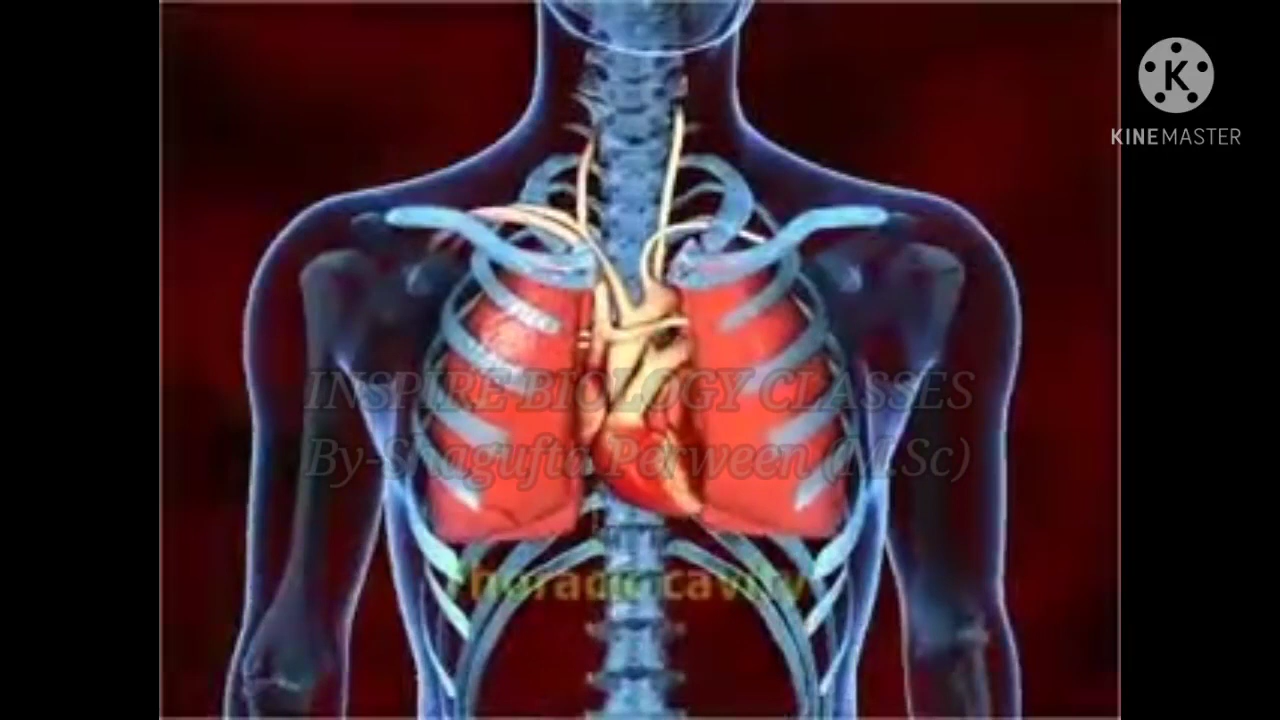 K
KINEMASTER
INSPIRE BIOLOGY CLASSES
By-Shagufta Perween (M.Sc)
Thoracic cavity